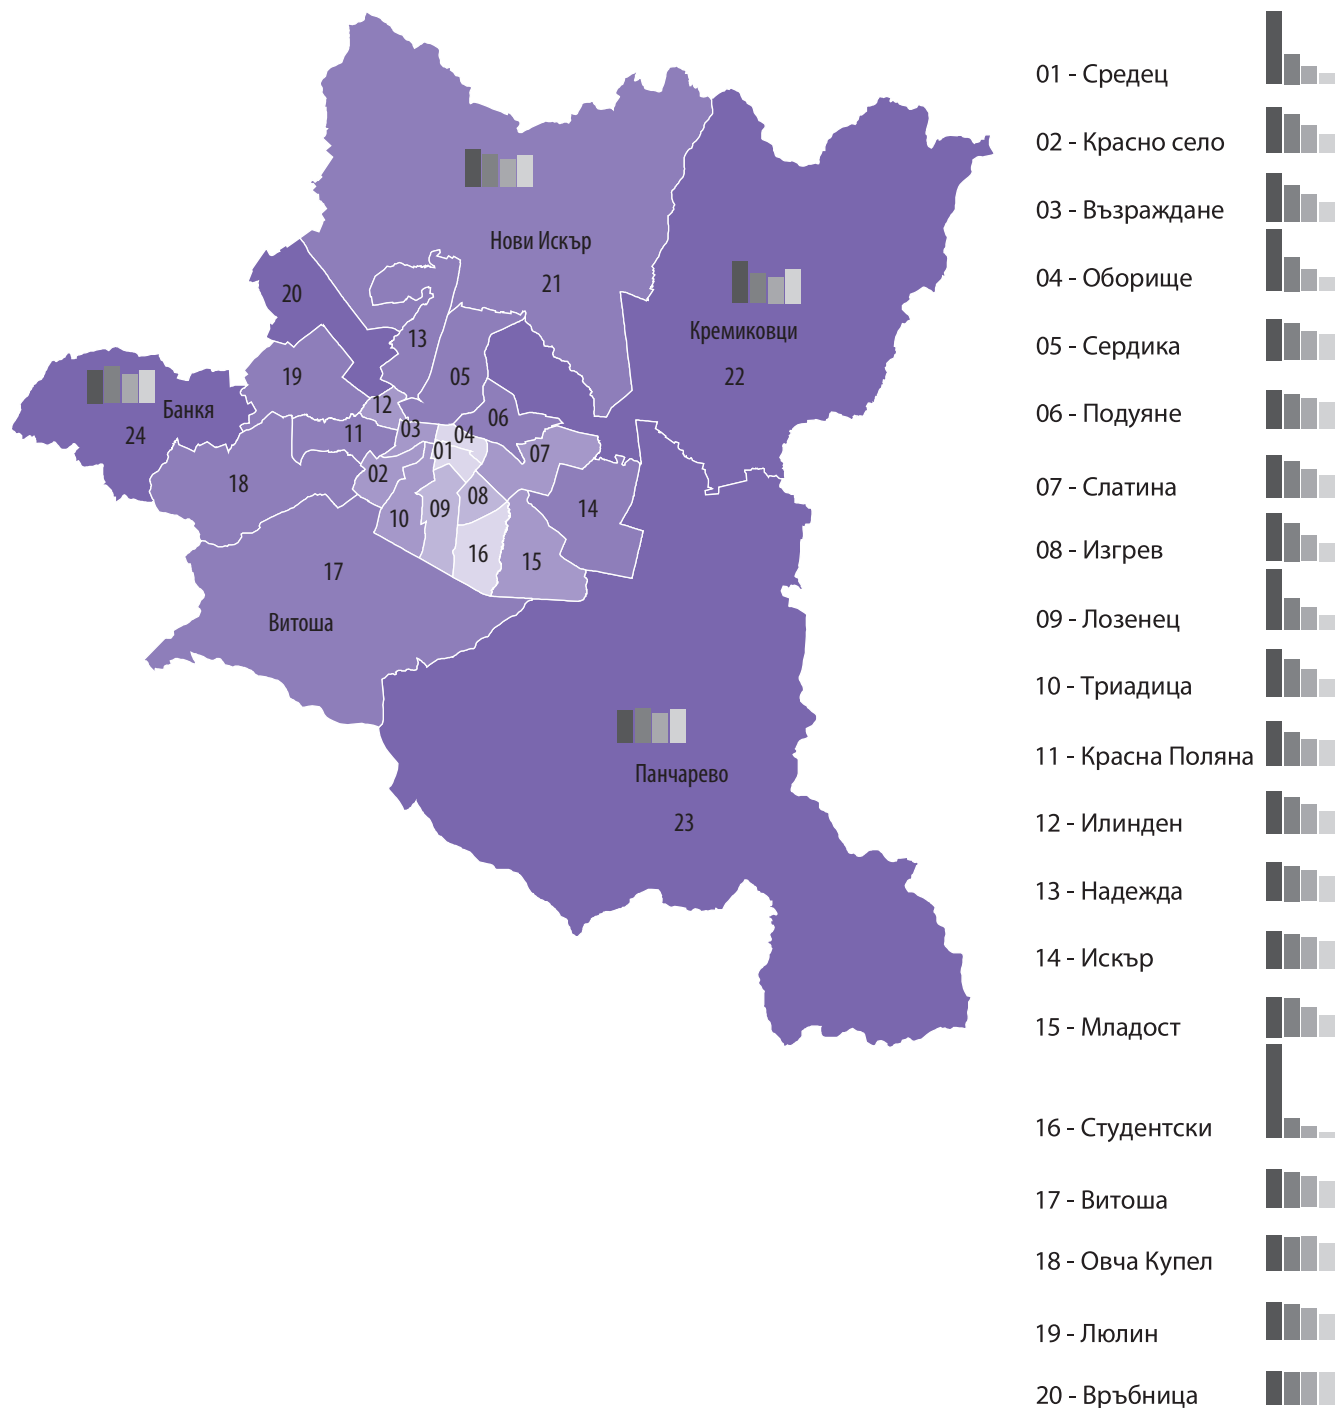 Нови Искър
21
20
13
Кремиковци
22
19
05
Банкя
24
12
06
11
03
04
01
07
02
18
08
09
10
14
16
15
17
Витоша
Панчарево
23
01 - Средец
02 - Красно село
03 - Възраждане
04 - Оборище
05 - Сердика
06 - Подуяне
07 - Слатина
08 - Изгрев
09 - Лозенец
10 - Триадица
11 - Красна Поляна
12 - Илинден
13 - Надежда
14 - Искър
15 - Младост
16 - Студентски
17 - Витоша
18 - Овча Купел
19 - Люлин
20 - Връбница